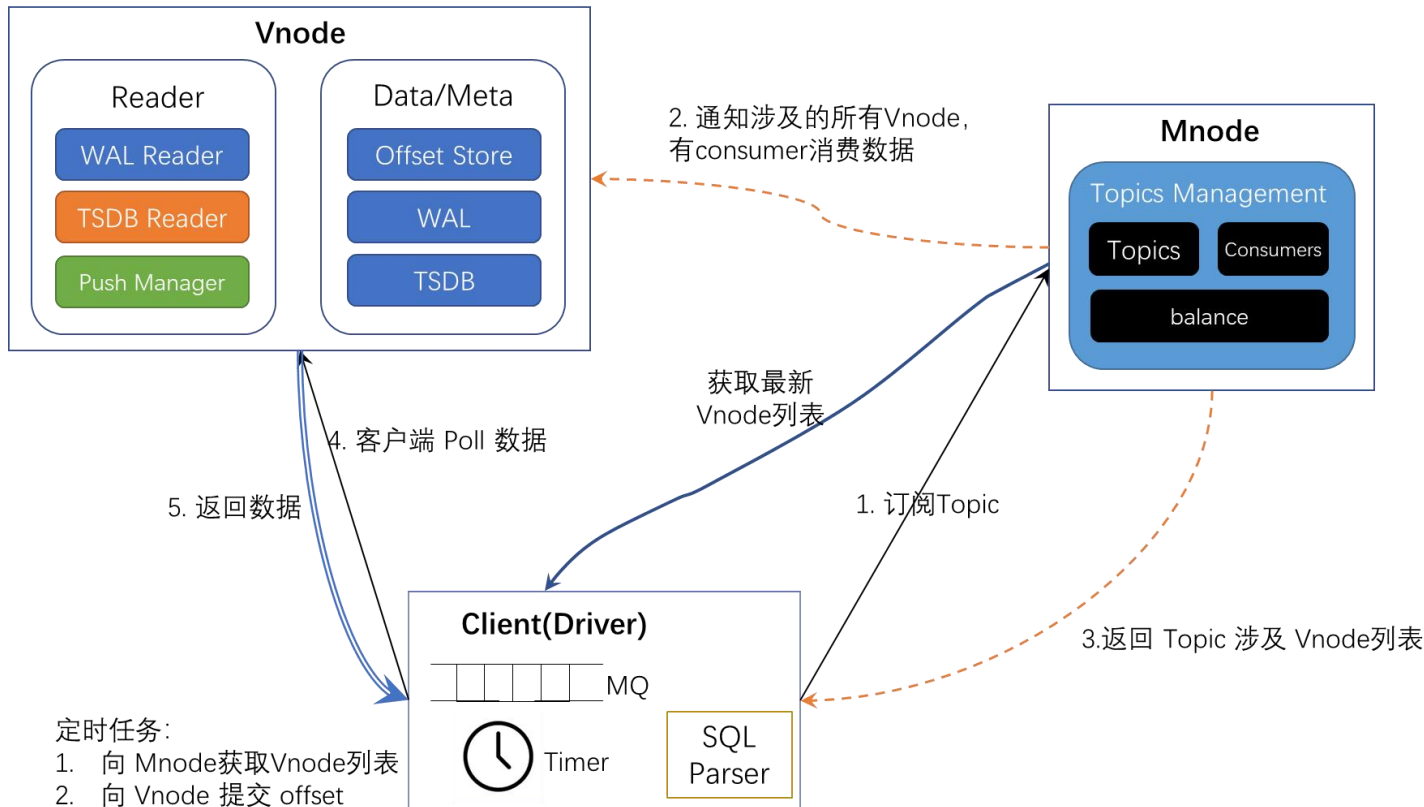 Vnode
Reader
WAL Reader
TSDB Reader
Push Manager
Data/Meta
Offset Store
WAL
TSDB
2. 通知涉及的所有Vnode,
有consumer消费数据
Mnode
Topics Management
Topics
Consumers
balance
获取最新
Vnode列表
4. 客户端 Poll 数据
5. 返回数据
1. 订阅Topic
3.返回 Topic 涉及 Vnode列表
Client(Driver)
MQ
Timer
SQL
Parser
定时任务:
1. 向 Mnode获取Vnode列表
2. 向 Vnode 提交 offset